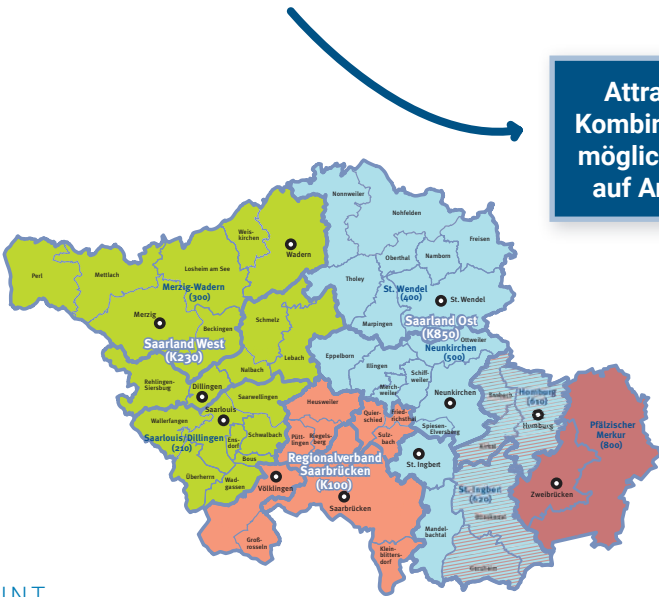 Attra
Kombin
möglic
auf Ar
Nonnweiler
Nohfelden
Freisen
Weis-
kirchen
Wadern
Oberthal
Namborn
Perl
Mettlach
Losheim am See
Merzig-Wadern
(300)
Tholey
St. Wendel
(400)
St. Wendel
Merzig
Beckingen
Schmelz
Marpingen
Saarland Ost
(K850)
Saarland West
(K230)
Lebach
Ottweiler
Neunkirchen
(500)
Eppelborn
Illingen
Schiff-
weiler
Merch-
weiler
Nalbach
Rehlingen-
Siersburg
Dillingen
Saarwellingen
Saarlouis
Heusweiler
Quier-
schied
Fried-
richsthal
Neunkirchen
Spiesen-
Elversberg
Bexbach
Homburg
(610)
Homburg
Kirkel
Pfälzischer
Merkur
(800)
Wallerfangen
Saarlouis/Dillingen
(210)
Ens-
dorf
Schwalbach
Bous
Pütt-
lingen
Riegels-
berg
Sulz-
bach
St. Ingbert
Überherrn
Wad-
gassen
Regionalverband
Saarbrücken
(K100)
Völklingen
Saarbrücken
St. Ingbert
(620)
Blieskastel
Zweibrücken
Groß-
rosseln
Mandel-
bachtal
Klein-
blitters-
dorf
Gersheim
INT